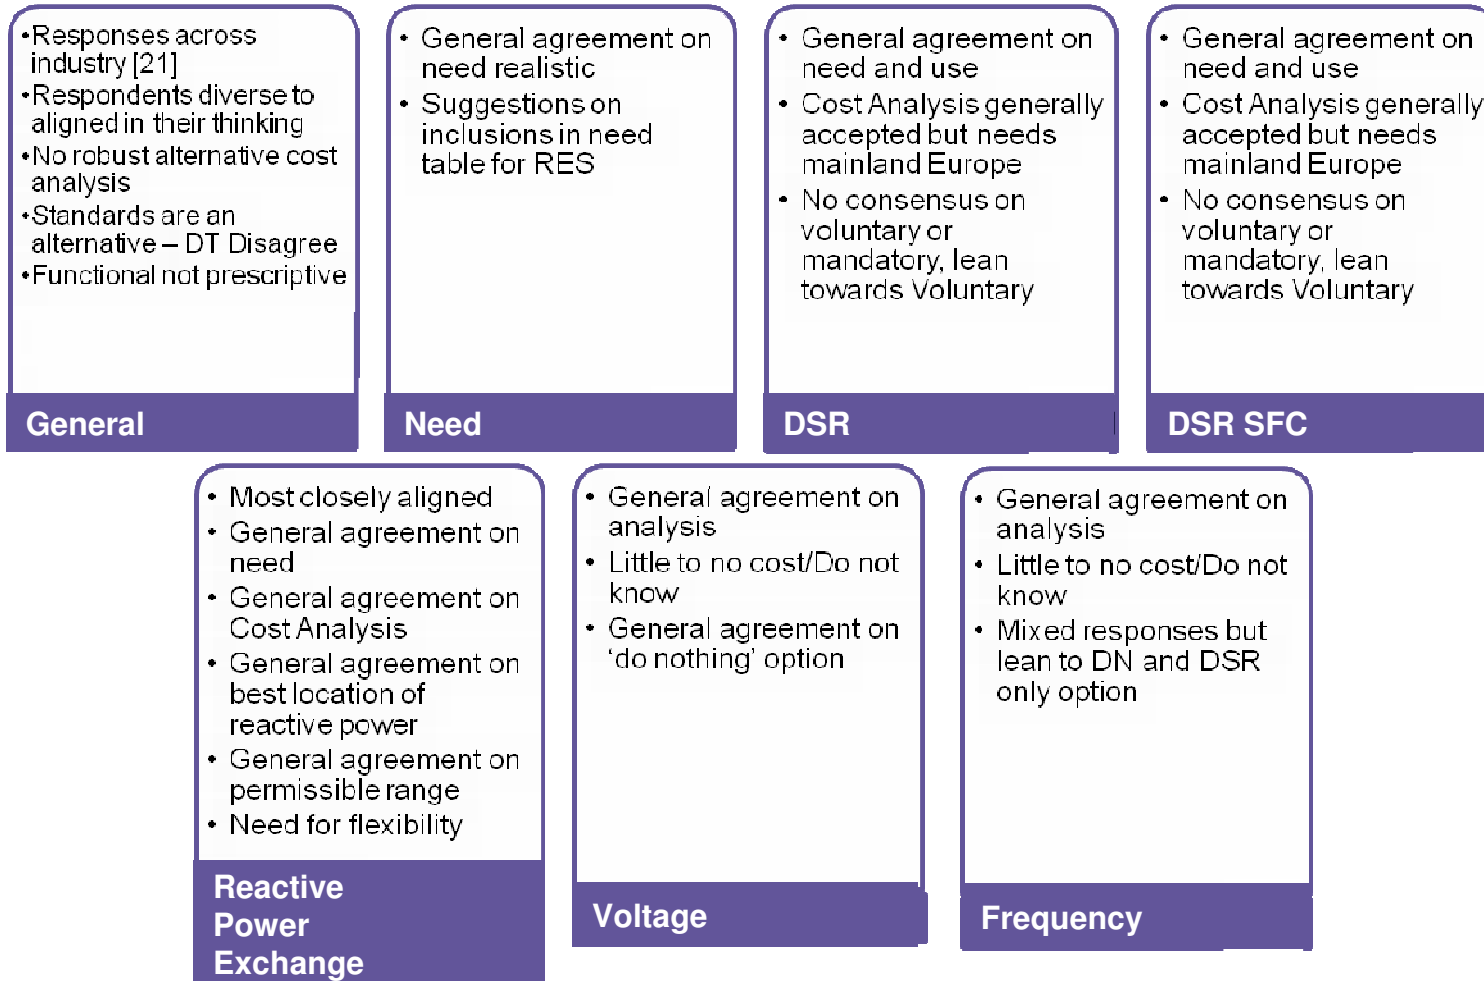 •Responses across
industry [21]
•Respondents diverse to
aligned in their thinking
•No robust alternative cost
analysis
•Standards are an
alternative – DT Disagree
•Functional not prescriptive
General
• General agreement on
need realistic
• Suggestions on
inclusions in need
table for RES
Need
• General agreement on
need and use
• Cost Analysis generally
accepted but needs
mainland Europe
• No consensus on
voluntary or
mandatory, lean
towards Voluntary
DSR
• General agreement on
need and use
• Cost Analysis generally
accepted but needs
mainland Europe
• No consensus on
voluntary or
mandatory, lean
towards Voluntary
DSR SFC
• Most closely aligned
• General agreement on
need
• General agreement on
Cost Analysis
• General agreement on
best location of
reactive power
• General agreement on
permissible range
• Need for flexibility
Reactive
Power
Exchange
• General agreement on
analysis
• Little to no cost/Do not
know
• General agreement on
‘do nothing’ option
Voltage
• General agreement on
analysis
• Little to no cost/Do not
know
• Mixed responses but
lean to DN and DSR
only option
Frequency